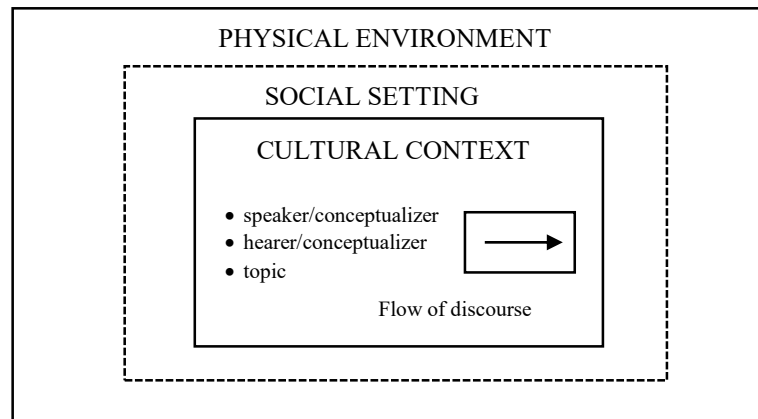 PHYSICAL ENVIRONMENT
SOCIAL SETTING
CULTURAL CONTEXT
• speaker/conceptualizer
• hearer/conceptualizer
• topic
Flow of discourse